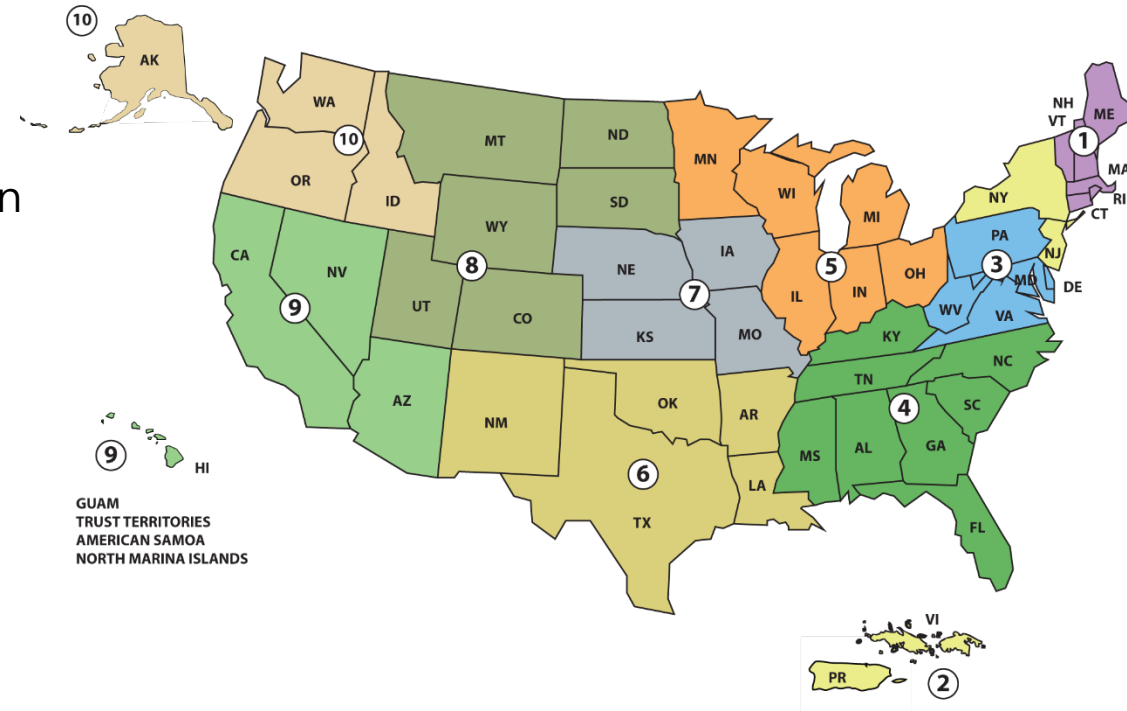 10
AK
n
WA
10
OR
ID
MT
ND
SD
WY
8
UT
CO
MN
WI
MI
5
IL
IN
OH
NH
VT
ME
1
MA
RI
CT
NY
NJ
PA
3
MD
DE
WV
VA
CA
NV
9
AZ
NE
IA
7
KS
MO
KY
TN
NC
SC
4
MS
AL
GA
FL
NM
OK
AR
6
LA
TX
9
HI
GUAM
TRUST TERRITORIES
AMERICAN SAMOA
NORTH MARINA ISLANDS
VI
PR
2